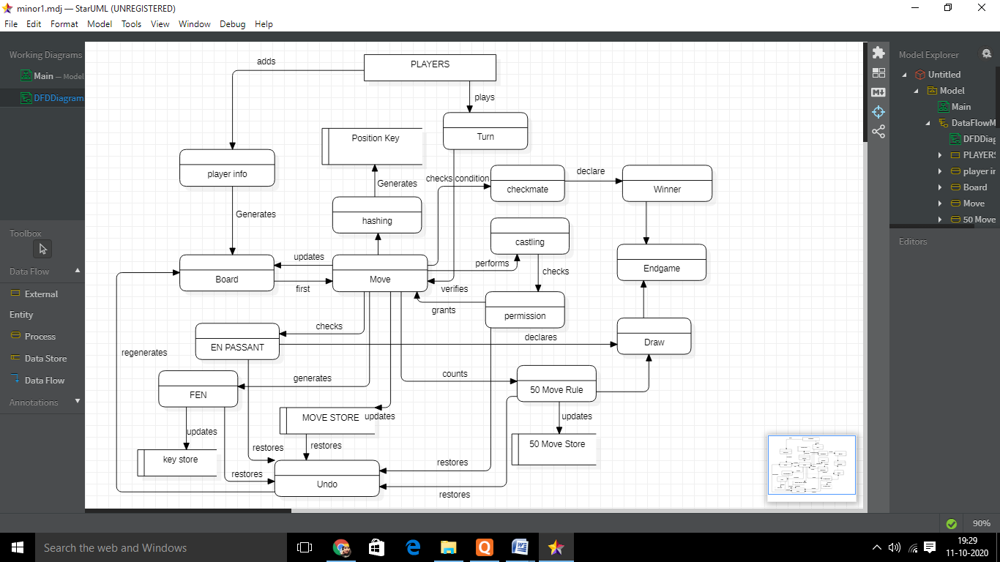 minor1.mdj — StarUML (UNREGISTERED)
File Edit Format Model Tools View Window Debug Help
Working Diagrams
Main — Model
DFDDiagram
Toolbox
Data Flow
External
Entity
Process
Data Store
Data Flow
Annotations
adds
PLAYERS
plays
Turn
Position Key
player info
checks condition
checkmate
declare
Winner
Generates
Generates
hashing
castling
updates
performs
checks
Endgame
Board
first
Move
verifies
grants
permission
checks
declares
Draw
EN PASSANT
regenerates
generates
counts
50 Move Rule
FEN
MOVE STORE
updates
updates
updates
key store
restores
restores
50 Move Store
restores
restores
Undo
restores
Model Explorer
Untitled
Model
Main
DataFlowM
DFDDiag
PLAYERS
player in
Board
Move
50 Move
Editors
90%
Search the web and Windows
19:29
11-10-2020